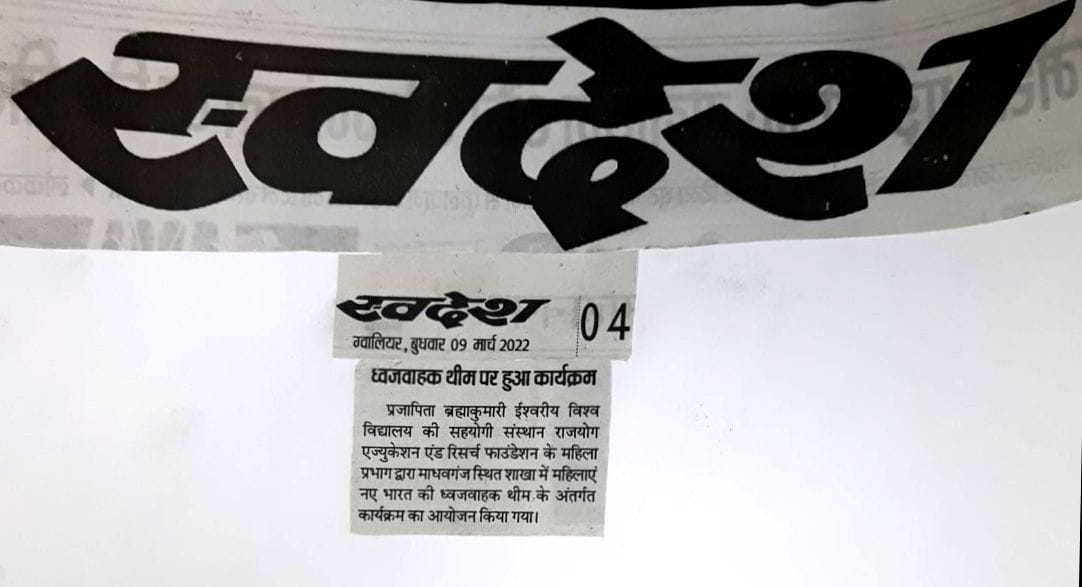 स्वदेश
स्वदेश
04
ग्वालियर, बुधवार 09 मार्च 2022
ध्वजवाहक थीम पर हुआ कार्यक्रम
प्रजापिता ब्रह्माकुमारी ईश्वरीय विश्व
विद्यालय की सहयोगी संस्थान राजयोग
एज्युकेशन एंड रिसर्च फाउंडेशन के महिला
प्रभाग द्वारा माधवगंज स्थित शाखा में महिलाएं
नए भारत की ध्वजवाहक थीम के अंतर्गत
कार्यक्रम का आयोजन किया गया।